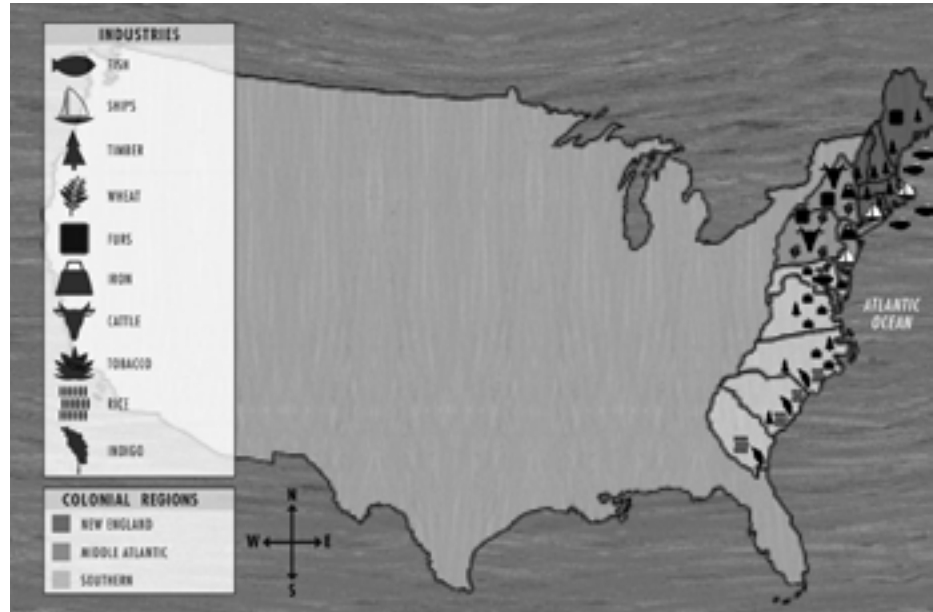 INDUSTRIES
FISH
SHIPS
TIMBER
WHEAT
FURS
IRON
CATTLE
TOBACCO
RICE
INDIGO
ATLANTIC
OCEAN
COLONIAL REGIONS
NEW ENGLAND
MIDDLE ATLANTIC
SOUTHERN
N
W E
S